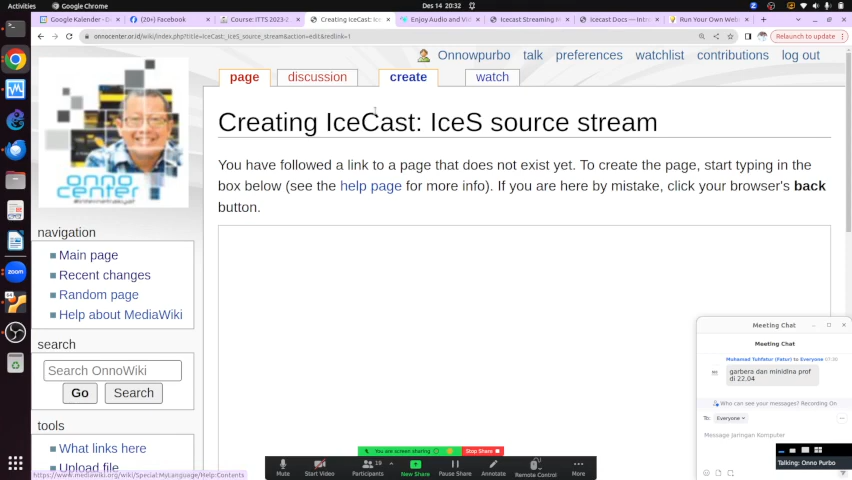 Activities
Google Chrome
Des 14 20:32
Google Kalender - D
(20+) Facebook
Course: ITTS 2023-2
Creating IceCast: Ice
Enjoy Audio and Vid
Icecast Streaming
Icecast Docs — Intro
Run Your Own Web
onnocenter.or.id/wiki/index.php?title=IceCast:_IceS_source_stream&action=edit&redlink=1
Relaunch to update
Onnowpurbo talk preferences watchlist contributions log out
page discussion create watch
onno
center
Creating IceCast: IceS source stream
You have followed a link to a page that does not exist yet. To create the page, start typing in the
box below (see the help page for more info). If you are here by mistake, click your browser's back
button.
navigation
Main page
Recent changes
Random page
Help about MediaWiki
search
Search OnnoWiki
Go Search
tools
What links here
Upload file
https://www.mediawiki.org/wiki/Special:MyLanguage/Help:Contents
Meeting Chat
Meeting Chat
Muhamad Tuhfatur (Fatur) to Everyone 07:30
garbera dan minidlna prof
di 22.04
Who can see your messages? Recording On
To: Everyone
Message Jaringan Komputer
Talking: Onno Purbo
You are screen sharing
Stop Share
Mute
Start Video
Participants
19
New Share
Pause Share
Annotate
Remote Control
More